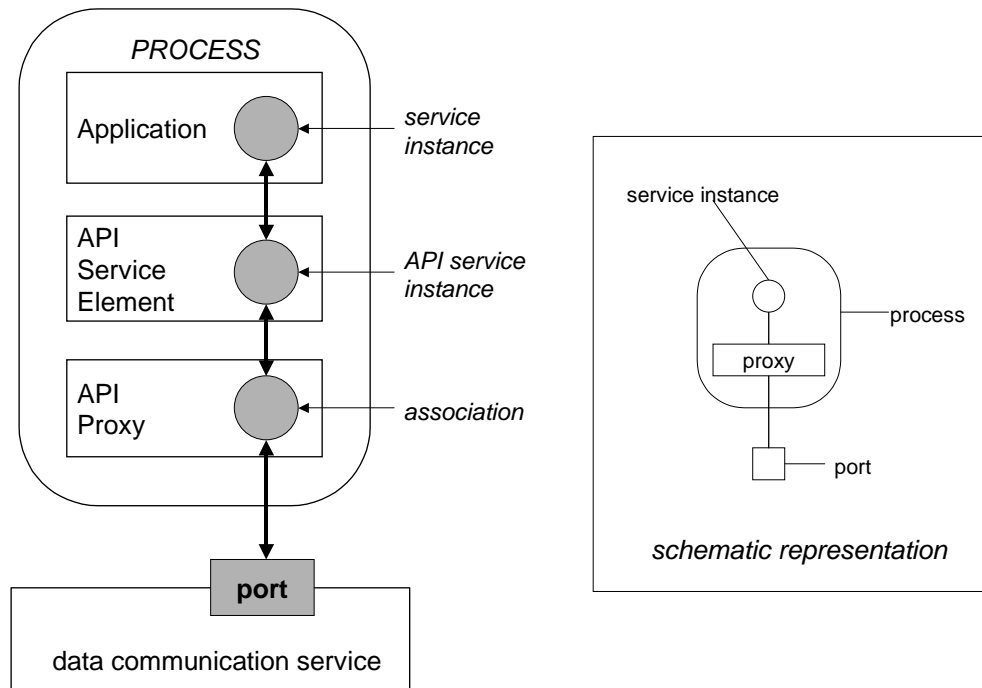 PROCESS
Application
service
instance
API
Service
Element
API service
instance
API
Proxy
association
port
data communication service
service instance
process
proxy
port
schematic representation